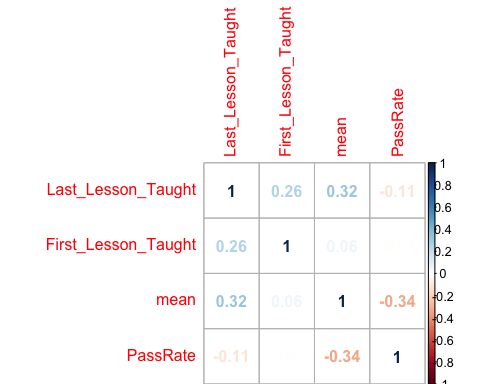 Last_Lesson_Taught
First_Lesson_Taught
mean
PassRate
Last_Lesson_Taught 1 0.26 0.32 -0.11
First_Lesson_Taught 0.26 1 0.06
mean 0.32 0.06 1 -0.34
PassRate -0.11 -0.34 1
1
0.8
0.6
0.4
0.2
0
-0.2
-0.4
-0.6
-0.8
-1